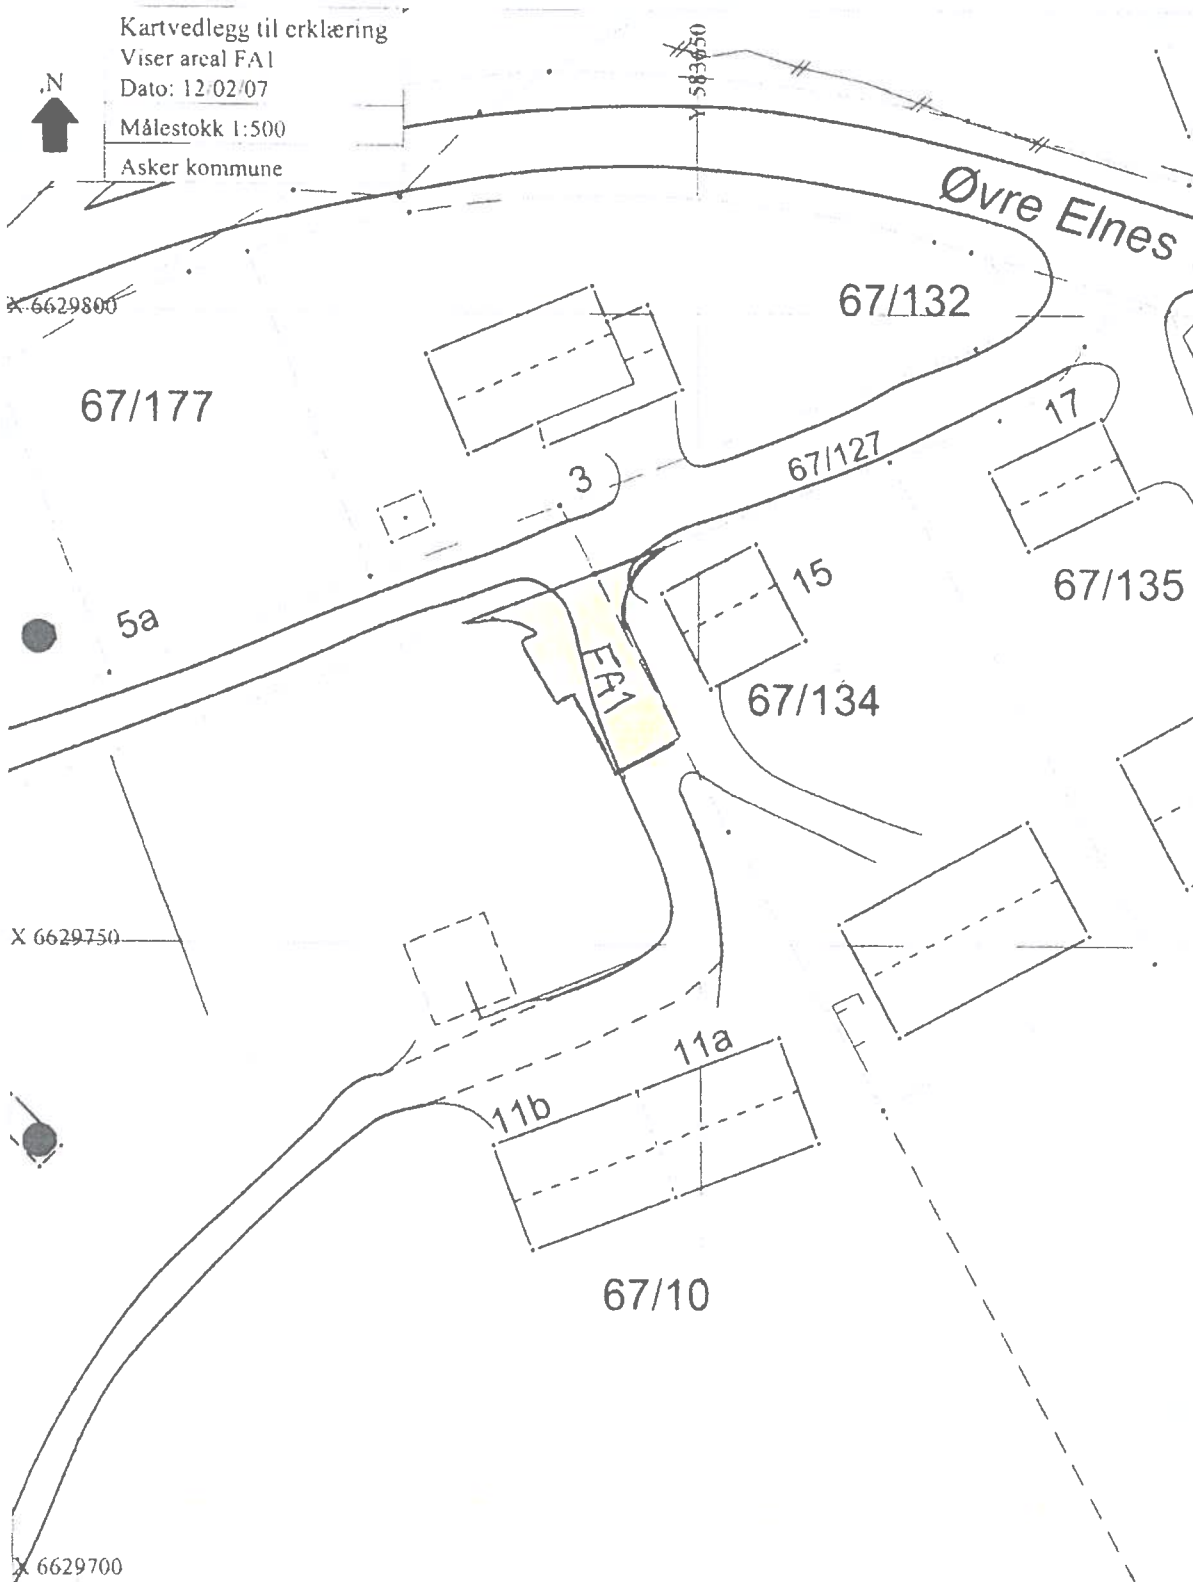 Kartvedlegg til erklæring
Viser areal FA1
Dato: 12/02/07
Målestokk 1:500
Asker kommune
N
Y 583650
Øvre Elnes
X 6629800
67/132
67/177
17
67/127
3
67/135
15
5a
FA1
67/134
X 6629750
11a
11b
67/10
X 6629700